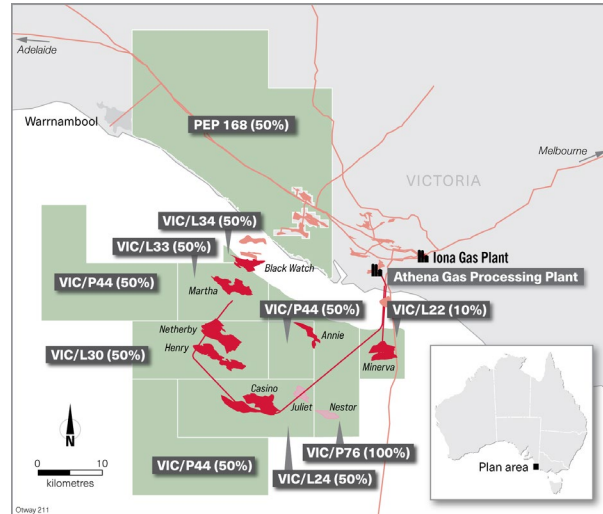 Adelaide
Warrnambool
PEP 168 (50%)
Melbourne
VICTORIA
VIC/L34 (50%)
VIC/L33 (50%)
Iona Gas Plant
Black Watch
Athena Gas Processing Plant
VIC/P44 (50%)
Martha
VIC/P44 (50%)
VIC/L22 (10%)
Netherby
Annie
VIC/L30 (50%)
Henry
Minerva
Casino
Juliet
Nestor
Plan area
N
VIC/P76 (100%)
VIC/P44 (50%)
VIC/L24 (50%)
0 10
kilometres
Otway 211